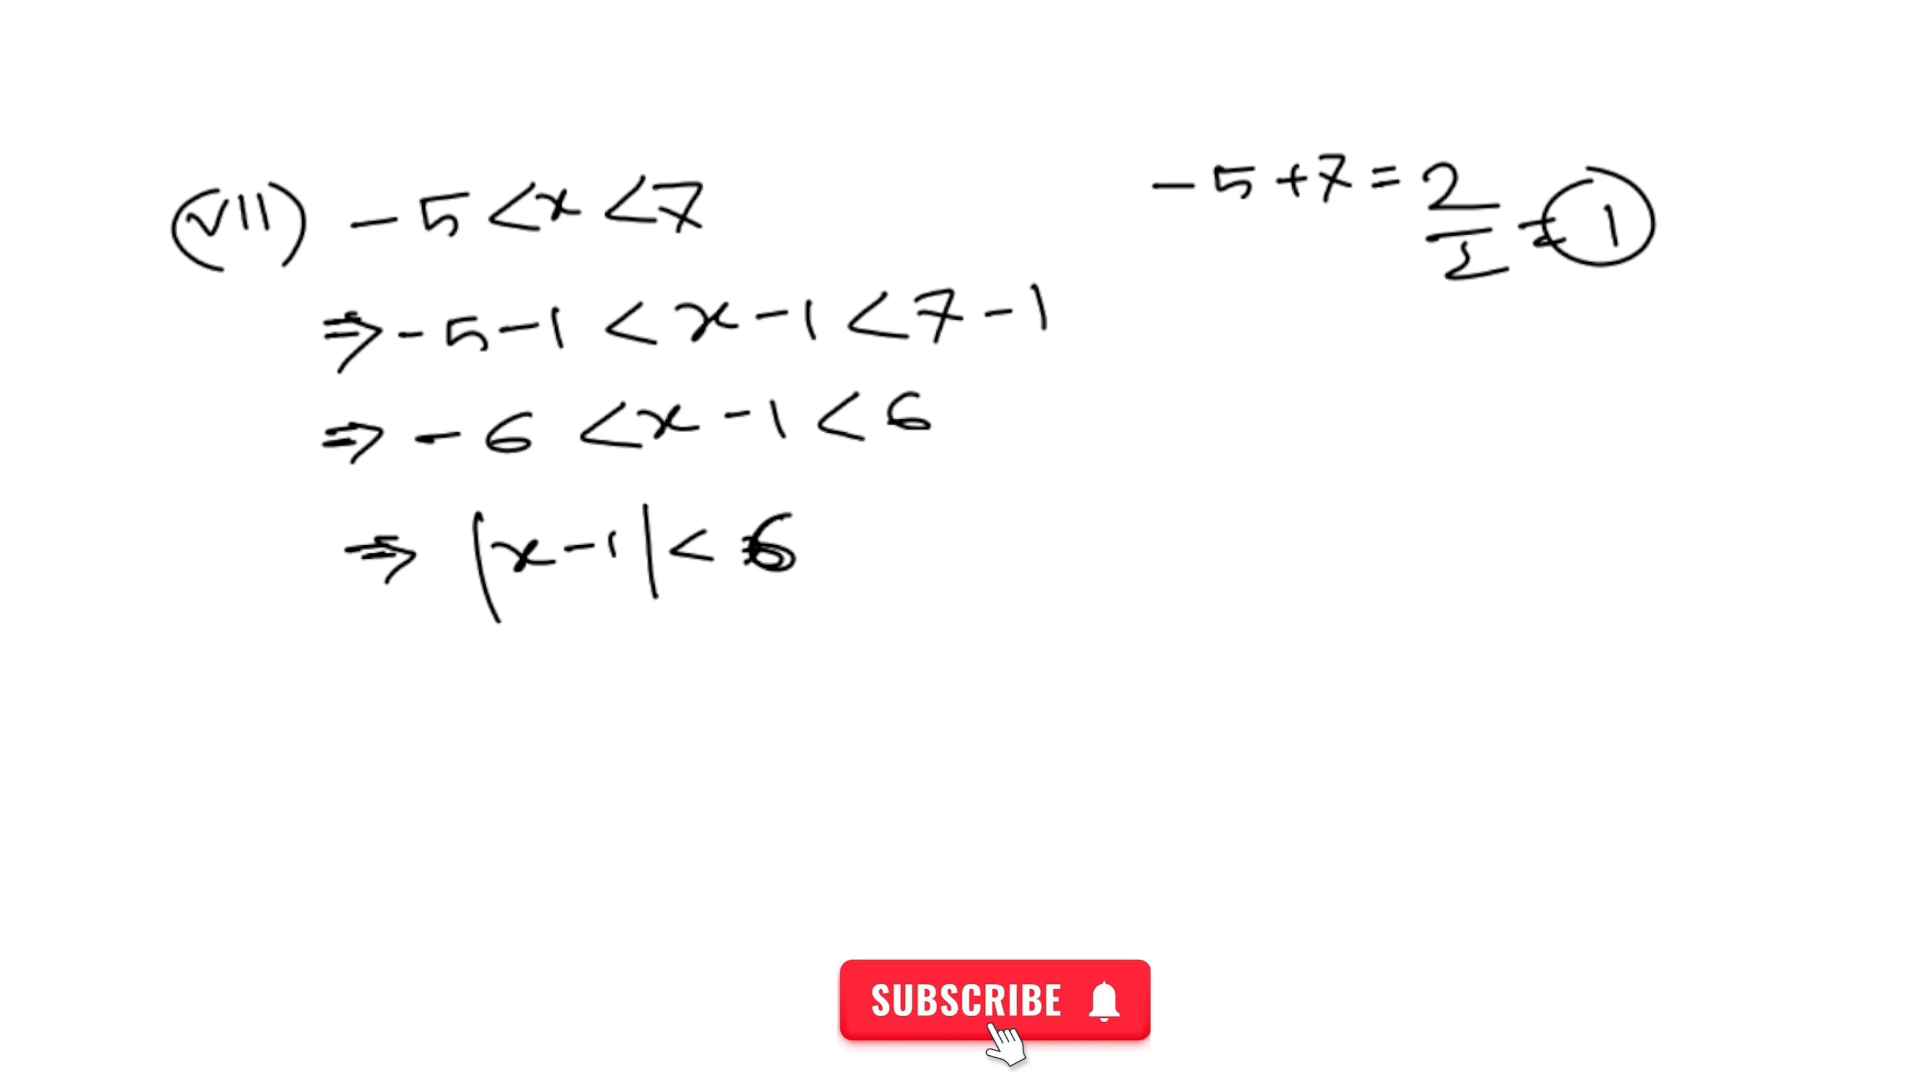 (VII) -5 < x < 7
-5 + 7 = 2/2 = 1
⇒ -5 - 1 < x - 1 < 7 - 1
⇒ -6 < x - 1 < 6
⇒ |x - 1| < 6
SUBSCRIBE